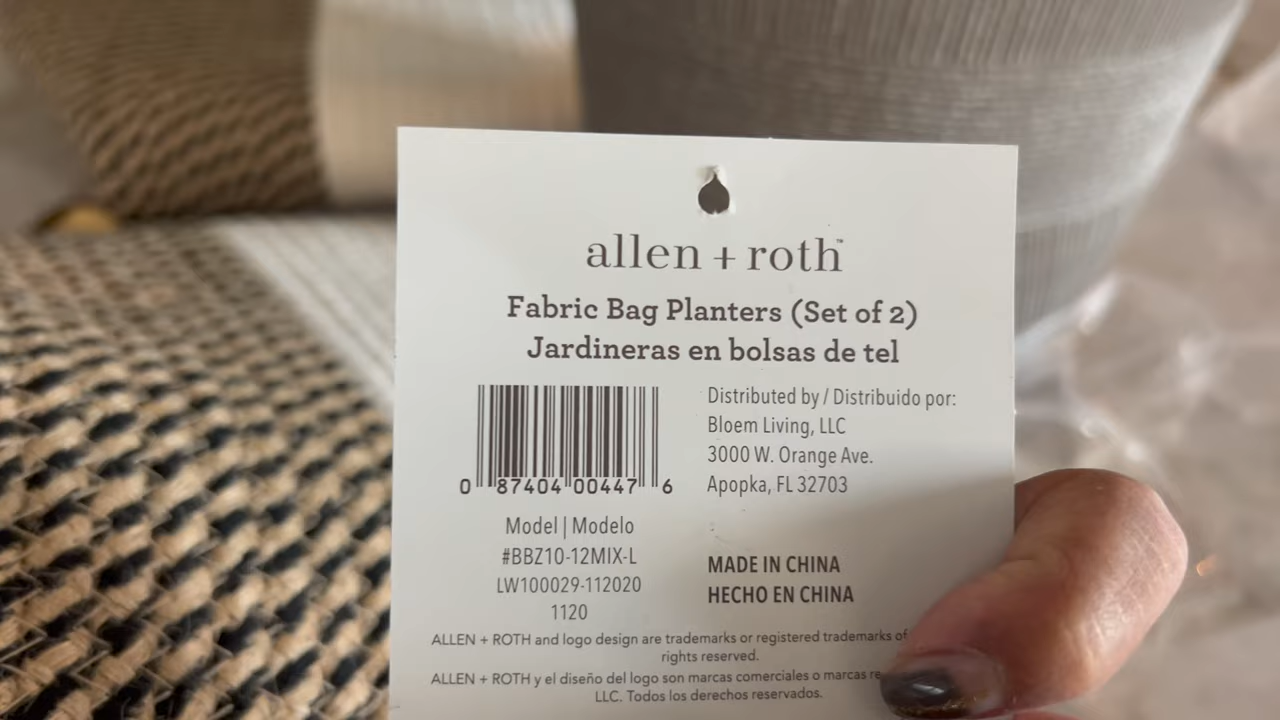 allen + roth™
Fabric Bag Planters (Set of 2)
Jardineras en bolsas de tel
0 87404 00447 6
Distributed by / Distribuido por:
Bloem Living, LLC
3000 W. Orange Ave.
Apopka, FL 32703
Model | Modelo
#BBZ10-12MIX-L
LW100029-112020
1120
MADE IN CHINA
HECHO EN CHINA
ALLEN + ROTH and logo design are trademarks or registered trademarks of
rights reserved.
ALLEN + ROTH y el diseño del logo son marcas comerciales o marcas
LLC. Todos los derechos reservados.